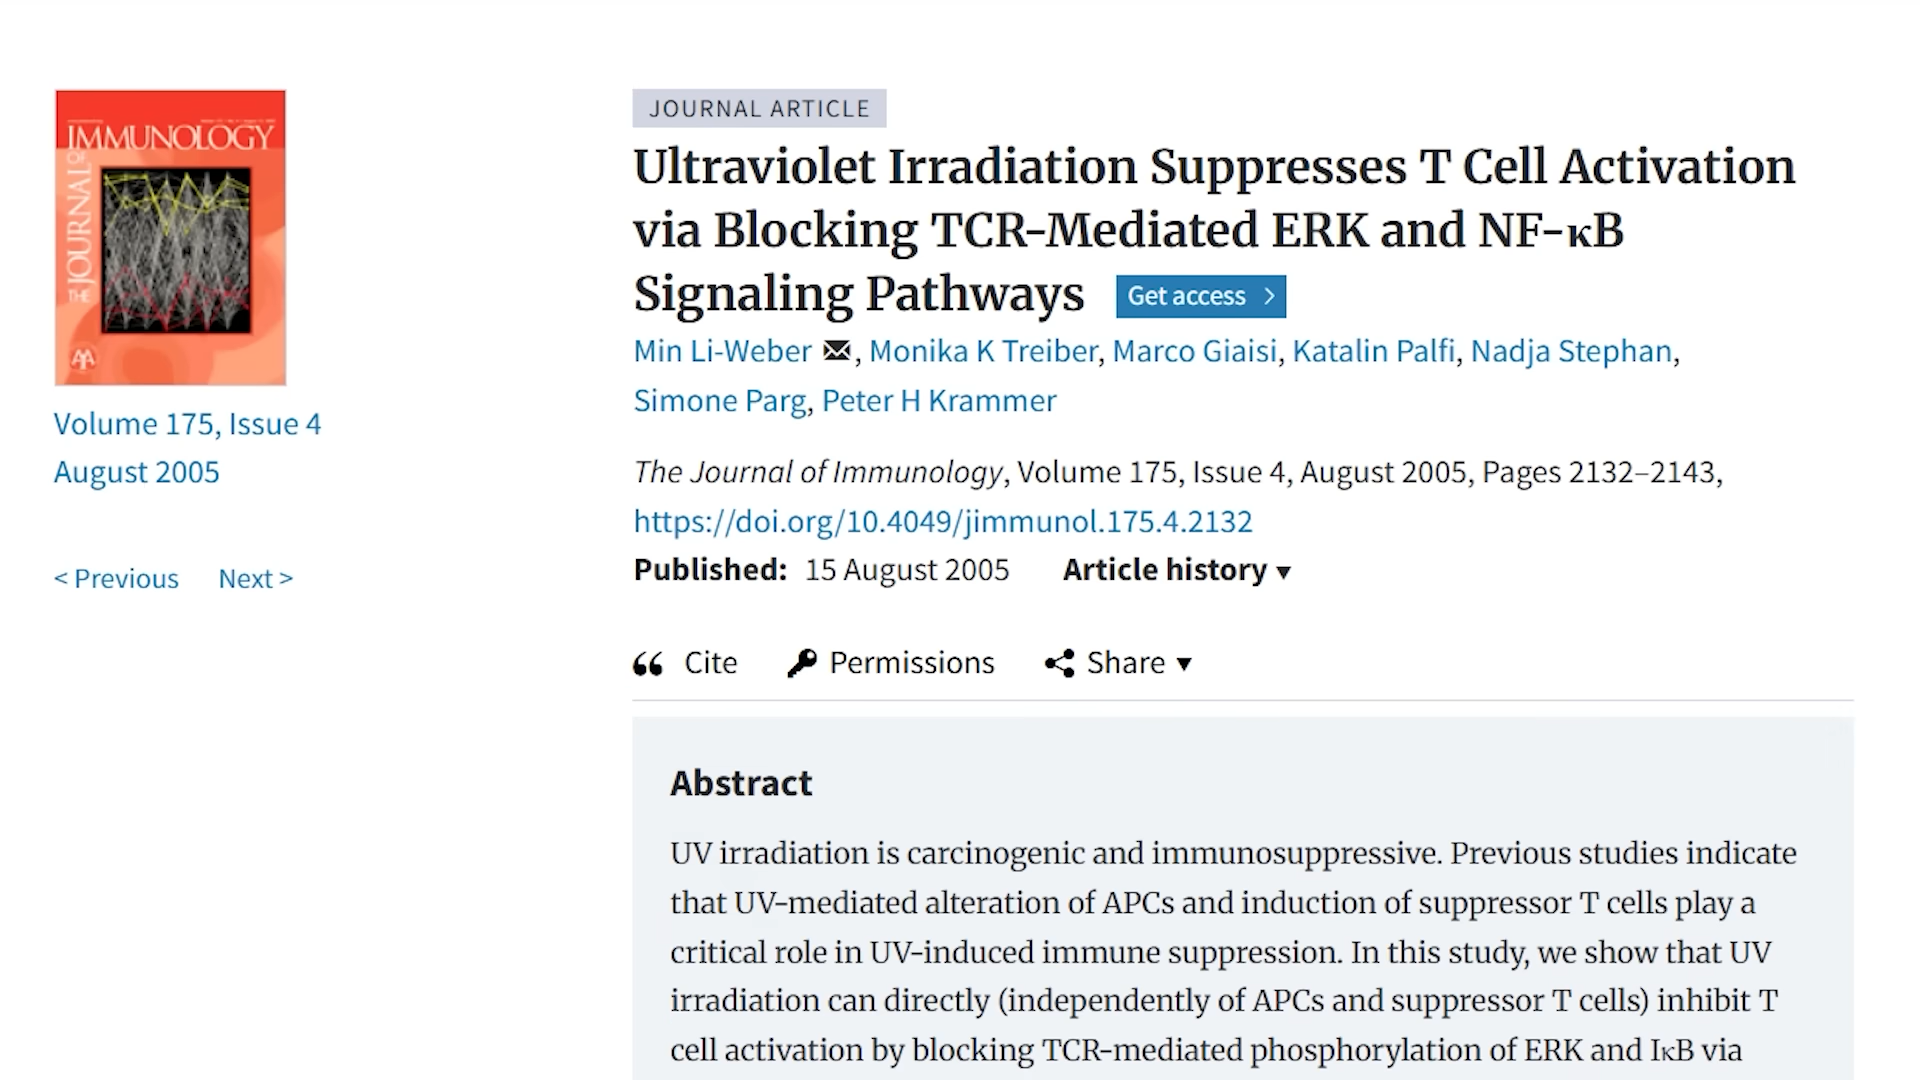 THE JOURNAL OF
IMMUNOLOGY
Volume 175, Issue 4
August 2005
< Previous Next >
JOURNAL ARTICLE
Ultraviolet Irradiation Suppresses T Cell Activation
via Blocking TCR-Mediated ERK and NF-κB
Signaling Pathways Get access >
Min Li-Weber, Monika K Treiber, Marco Giaisi, Katalin Palfi, Nadja Stephan,
Simone Parg, Peter H Krammer
The Journal of Immunology, Volume 175, Issue 4, August 2005, Pages 2132–2143,
https://doi.org/10.4049/jimmunol.175.4.2132
Published: 15 August 2005 Article history ▼
Cite Permissions Share ▼
Abstract
UV irradiation is carcinogenic and immunosuppressive. Previous studies indicate
that UV-mediated alteration of APCs and induction of suppressor T cells play a
critical role in UV-induced immune suppression. In this study, we show that UV
irradiation can directly (independently of APCs and suppressor T cells) inhibit T
cell activation by blocking TCR-mediated phosphorylation of ERK and IκB via